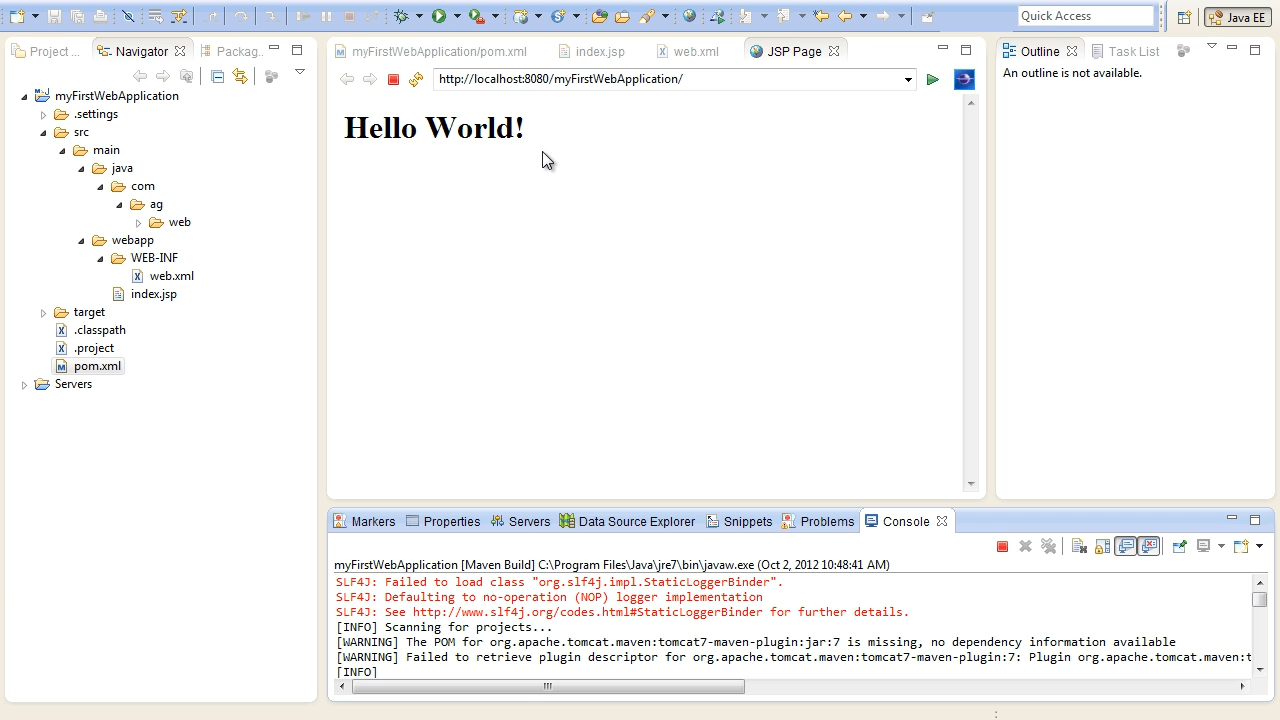 Quick Access
Java EE
Project ...
Navigator
Packag..
myFirstWebApplication/pom.xml
index.jsp
web.xml
JSP Page
Outline
Task List
http://localhost:8080/myFirstWebApplication/
An outline is not available.
myFirstWebApplication
.settings
src
main
java
com
ag
web
webapp
WEB-INF
web.xml
index.jsp
target
.classpath
.project
pom.xml
Servers
Hello World!
Markers
Properties
Servers
Data Source Explorer
Snippets
Problems
Console
myFirstWebApplication [Maven Build] C:\Program Files\Java\jre7\bin\javaw.exe (Oct 2, 2012 10:48:41 AM)
SLF4J: Failed to load class "org.slf4j.impl.StaticLoggerBinder".
SLF4J: Defaulting to no-operation (NOP) logger implementation
SLF4J: See http://www.slf4j.org/codes.html#StaticLoggerBinder for further details.
[INFO] Scanning for projects...
[WARNING] The POM for org.apache.tomcat.maven:tomcat7-maven-plugin:jar:7 is missing, no dependency information available
[WARNING] Failed to retrieve plugin descriptor for org.apache.tomcat.maven:tomcat7-maven-plugin:7: Plugin org.apache.tomcat.maven:t
[INFO]